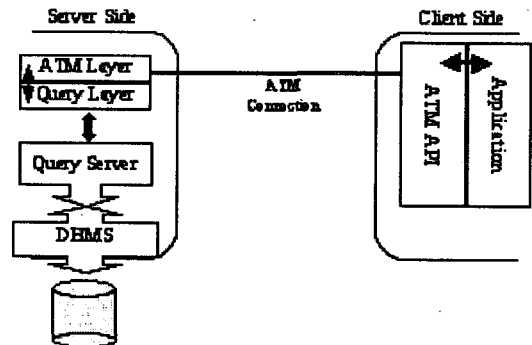 Server Side
Client Side
ATM Layer
Query Layer
ATM
Connection
ATM API
Application
Query Server
DBMS